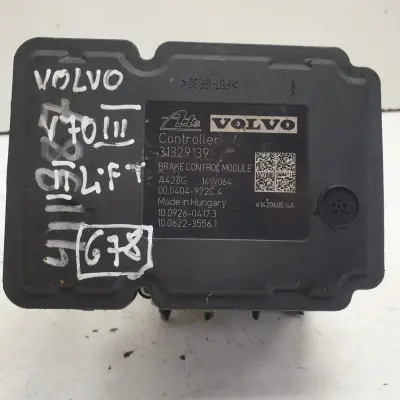 VOLVO
V70 III
II LiFT
678
Ate VOLVO
Controller
31329139
BRAKE CONTROL MODULE
A428G 14W064
00.0404-972C.4
Made in Hungary
10.0926-0417.3
10.0622-3556.1